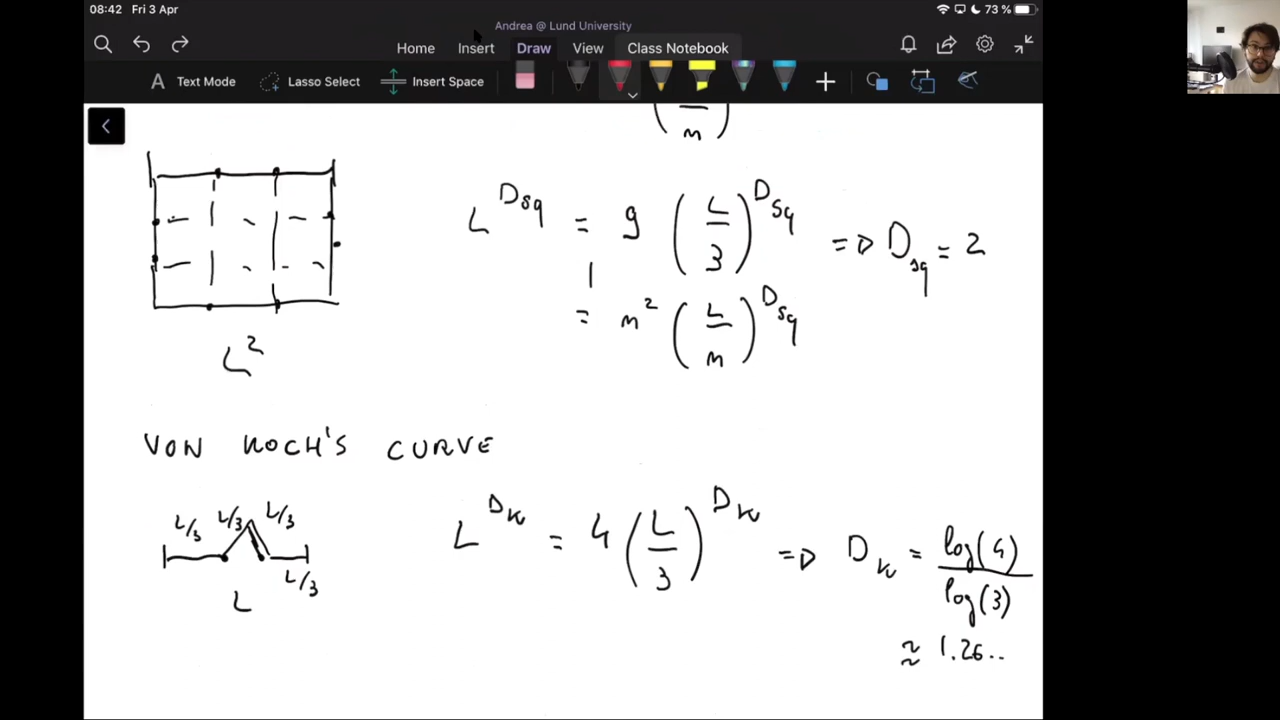 08:42 Fri 3 Apr
73 %
Andrea @ Lund University
Home Insert Draw View Class Notebook
A Text Mode Lasso Select Insert Space
( — / m )
L^Dsq = 9 (L/3)^Dsq => Dsq = 2
= m^2 (L/m)^Dsq
L^2
VON KOCH'S CURVE
L/3 L/3 L/3 L/3
L
L^Dk = 4 (L/3)^Dk => Dk = log(4)/log(3)
≈ 1.26..